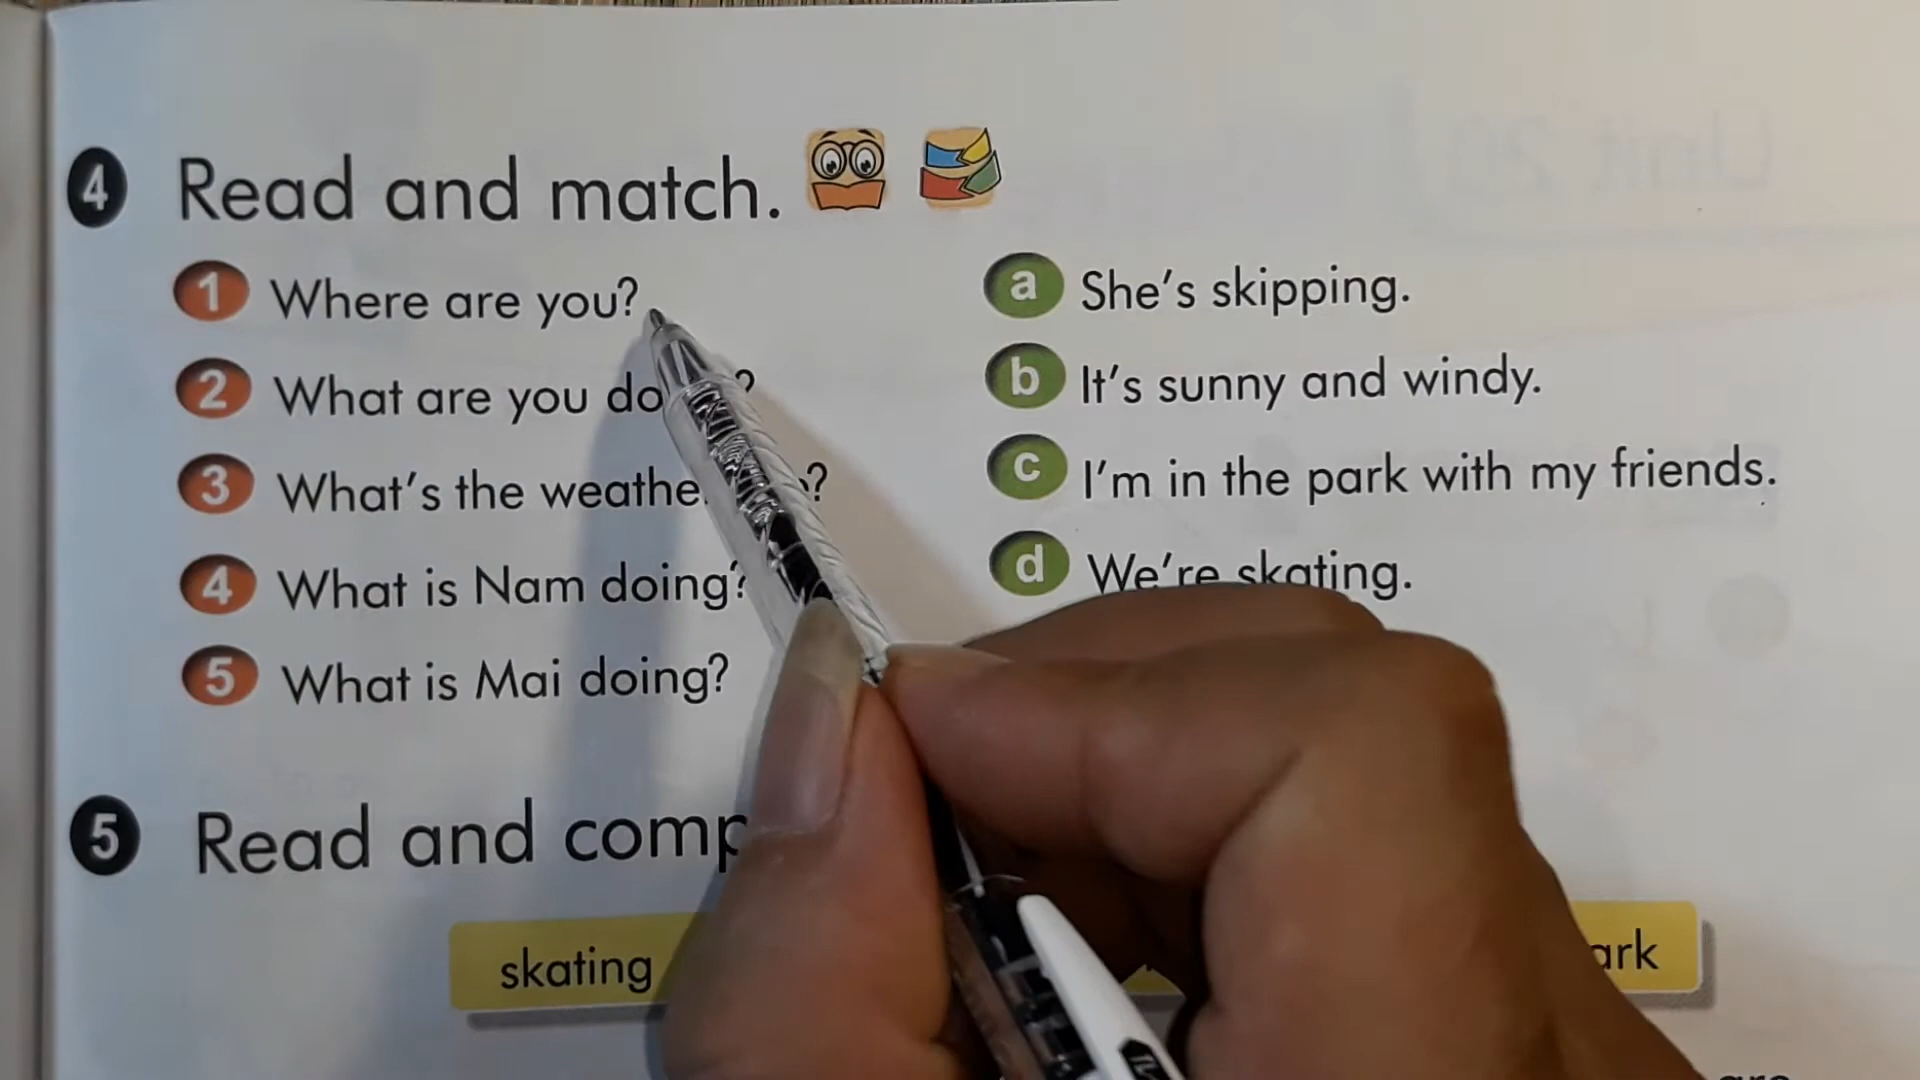 4 Read and match.
1 Where are you?
a She's skipping.
2 What are you do ?
b It's sunny and windy.
3 What's the weathe ?
c I'm in the park with my friends.
4 What is Nam doing?
d We're skating.
5 What is Mai doing?
5 Read and comp
skating
ark